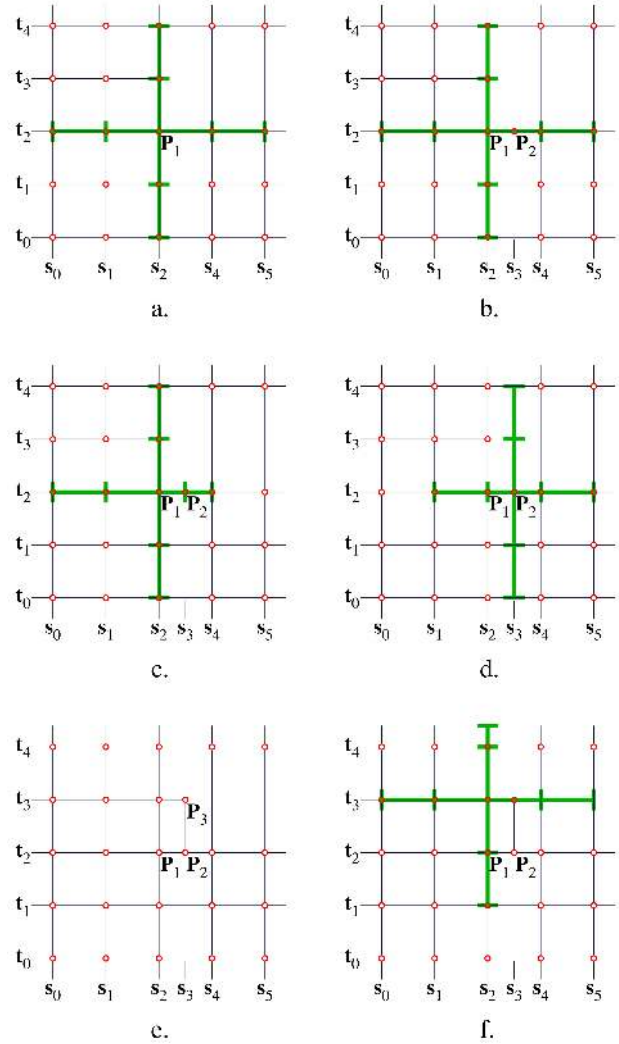 t4 t4
t3 t3
t2 P1 t2 P1 P2
t1 t1
t0 t0
s0 s1 s2 s4 s5 s0 s1 s2 s3 s4 s5
a. b.
t4 t4
t3 t3
t2 P1 P2 t2 P1 P2
t1 t1
t0 t0
s0 s1 s2 s3 s4 s5 s0 s1 s2 s3 s4 s5
c. d.
t4 t4
t3 P3 t3
t2 P1 P2 t2 P1 P2
t1 t1
t0 t0
s0 s1 s2 s3 s4 s5 s0 s1 s2 s3 s4 s5
e. f.